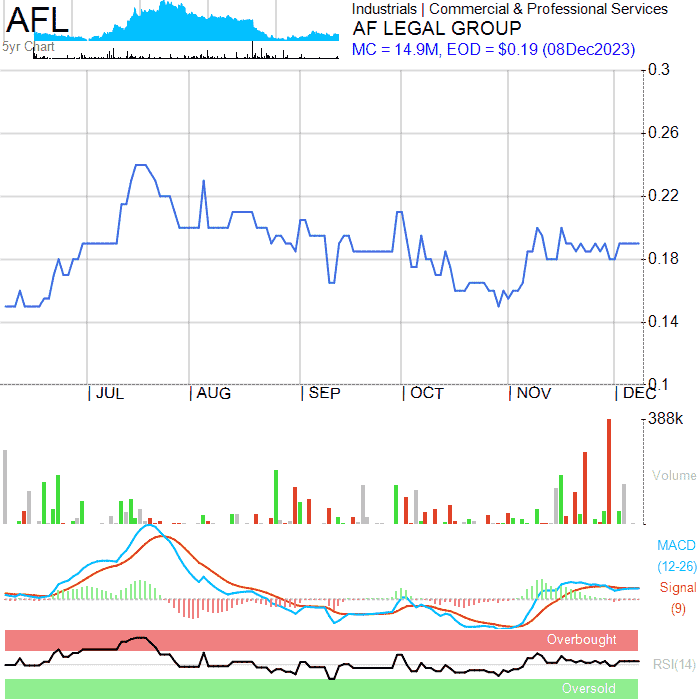 AFL
5yr Chart
Industrials | Commercial & Professional Services
AF LEGAL GROUP
MC = 14.9M, EOD = $0.19 (08Dec2023)
0.3
0.26
0.22
0.18
0.14
0.1
| JUL | AUG | SEP | OCT | NOV | DEC
388k
Volume
MACD
(12-26)
Signal
(9)
Overbought
RSI(14)
Oversold